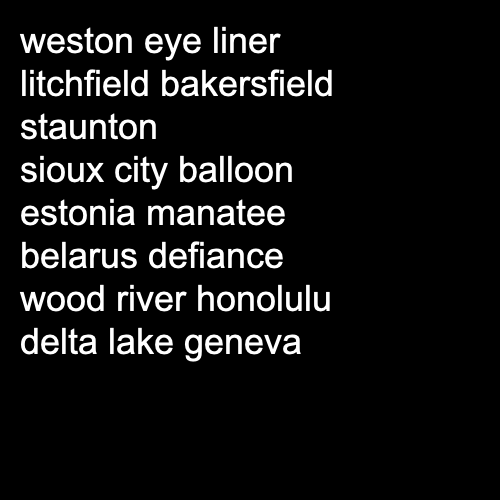 weston eye liner
litchfield bakersfield
staunton
sioux city balloon
estonia manatee
belarus defiance
wood river honolulu
delta lake geneva